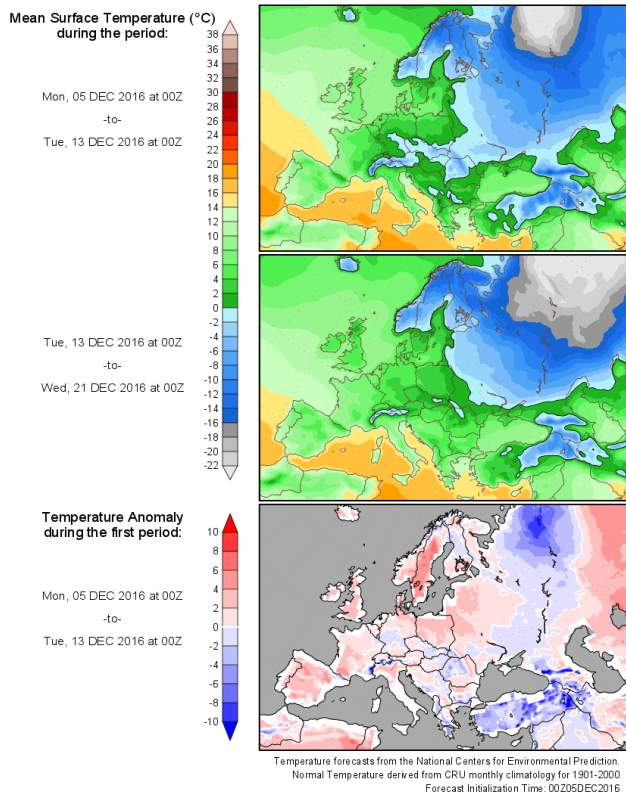 Mean Surface Temperature (°C)
during the period:
Mon, 05 DEC 2016 at 00Z
-to-
Tue, 13 DEC 2016 at 00Z
38
36
34
32
30
28
26
24
22
20
18
16
14
12
10
8
6
4
2
0
-2
-4
-6
-8
-10
-12
-14
-16
-18
-20
-22
Tue, 13 DEC 2016 at 00Z
-to-
Wed, 21 DEC 2016 at 00Z
Temperature Anomaly
during the first period:
Mon, 05 DEC 2016 at 00Z
-to-
Tue, 13 DEC 2016 at 00Z
10
8
6
4
2
0
-2
-4
-6
-8
-10
Temperature forecasts from the National Centers for Environmental Prediction.
Normal Temperature derived from CRU monthly climatology for 1901-2000
Forecast Initialization Time: 00Z05DEC2016